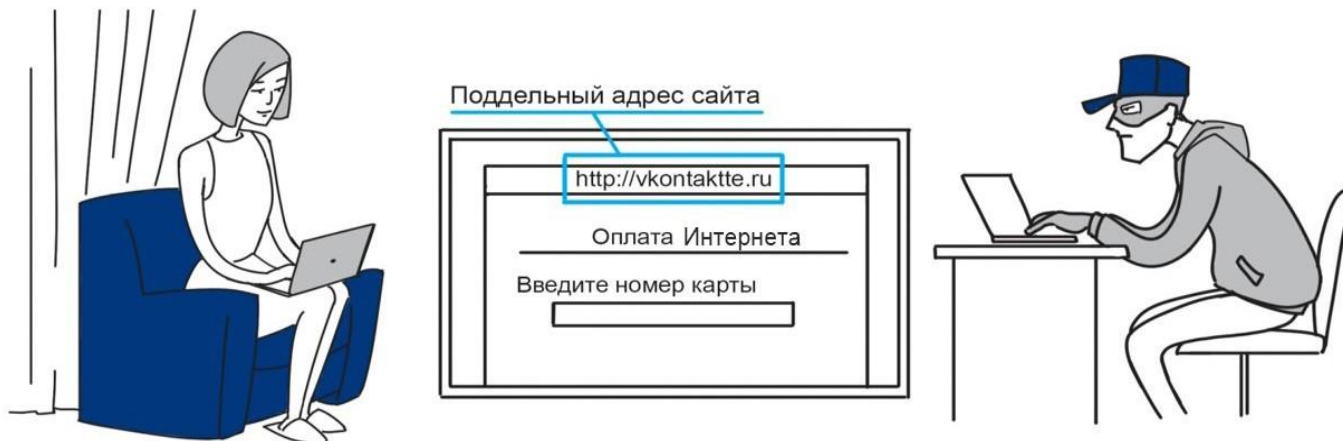 Поддельный адрес сайта
http://vkontaktte.ru
Оплата Интернета
Введите номер карты